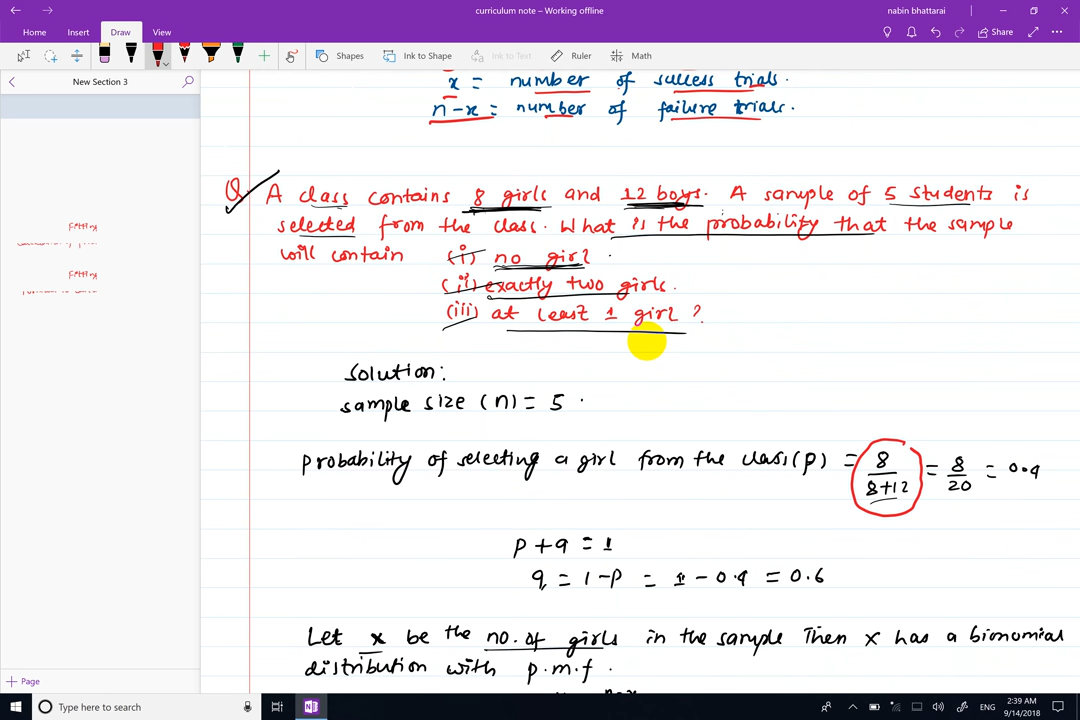 curriculum note – Working offline
nabin bhattarai
Home Insert Draw View
Share
Shapes Ink to Shape Ink to Text Ruler Math
New Section 3
x = number of success trials.
n-x = number of failure trials.
Q. A class contains 8 girls and 12 boys. A sample of 5 students is
selected from the class. What is the probability that the sample
will contain (i) no girl.
(ii) exactly two girls.
(iii) at least 1 girl?
Solution:
sample size (n) = 5.
probability of selecting a girl from the class (p) = 8/8+12 = 8/20 = 0.4
p + q = 1
q = 1-p = 1 - 0.4 = 0.6
Let x be the no. of girls in the sample Then x has a bionomial
distribution with p.m.f.
Page
Type here to search
ENG
2:39 AM
9/14/2018